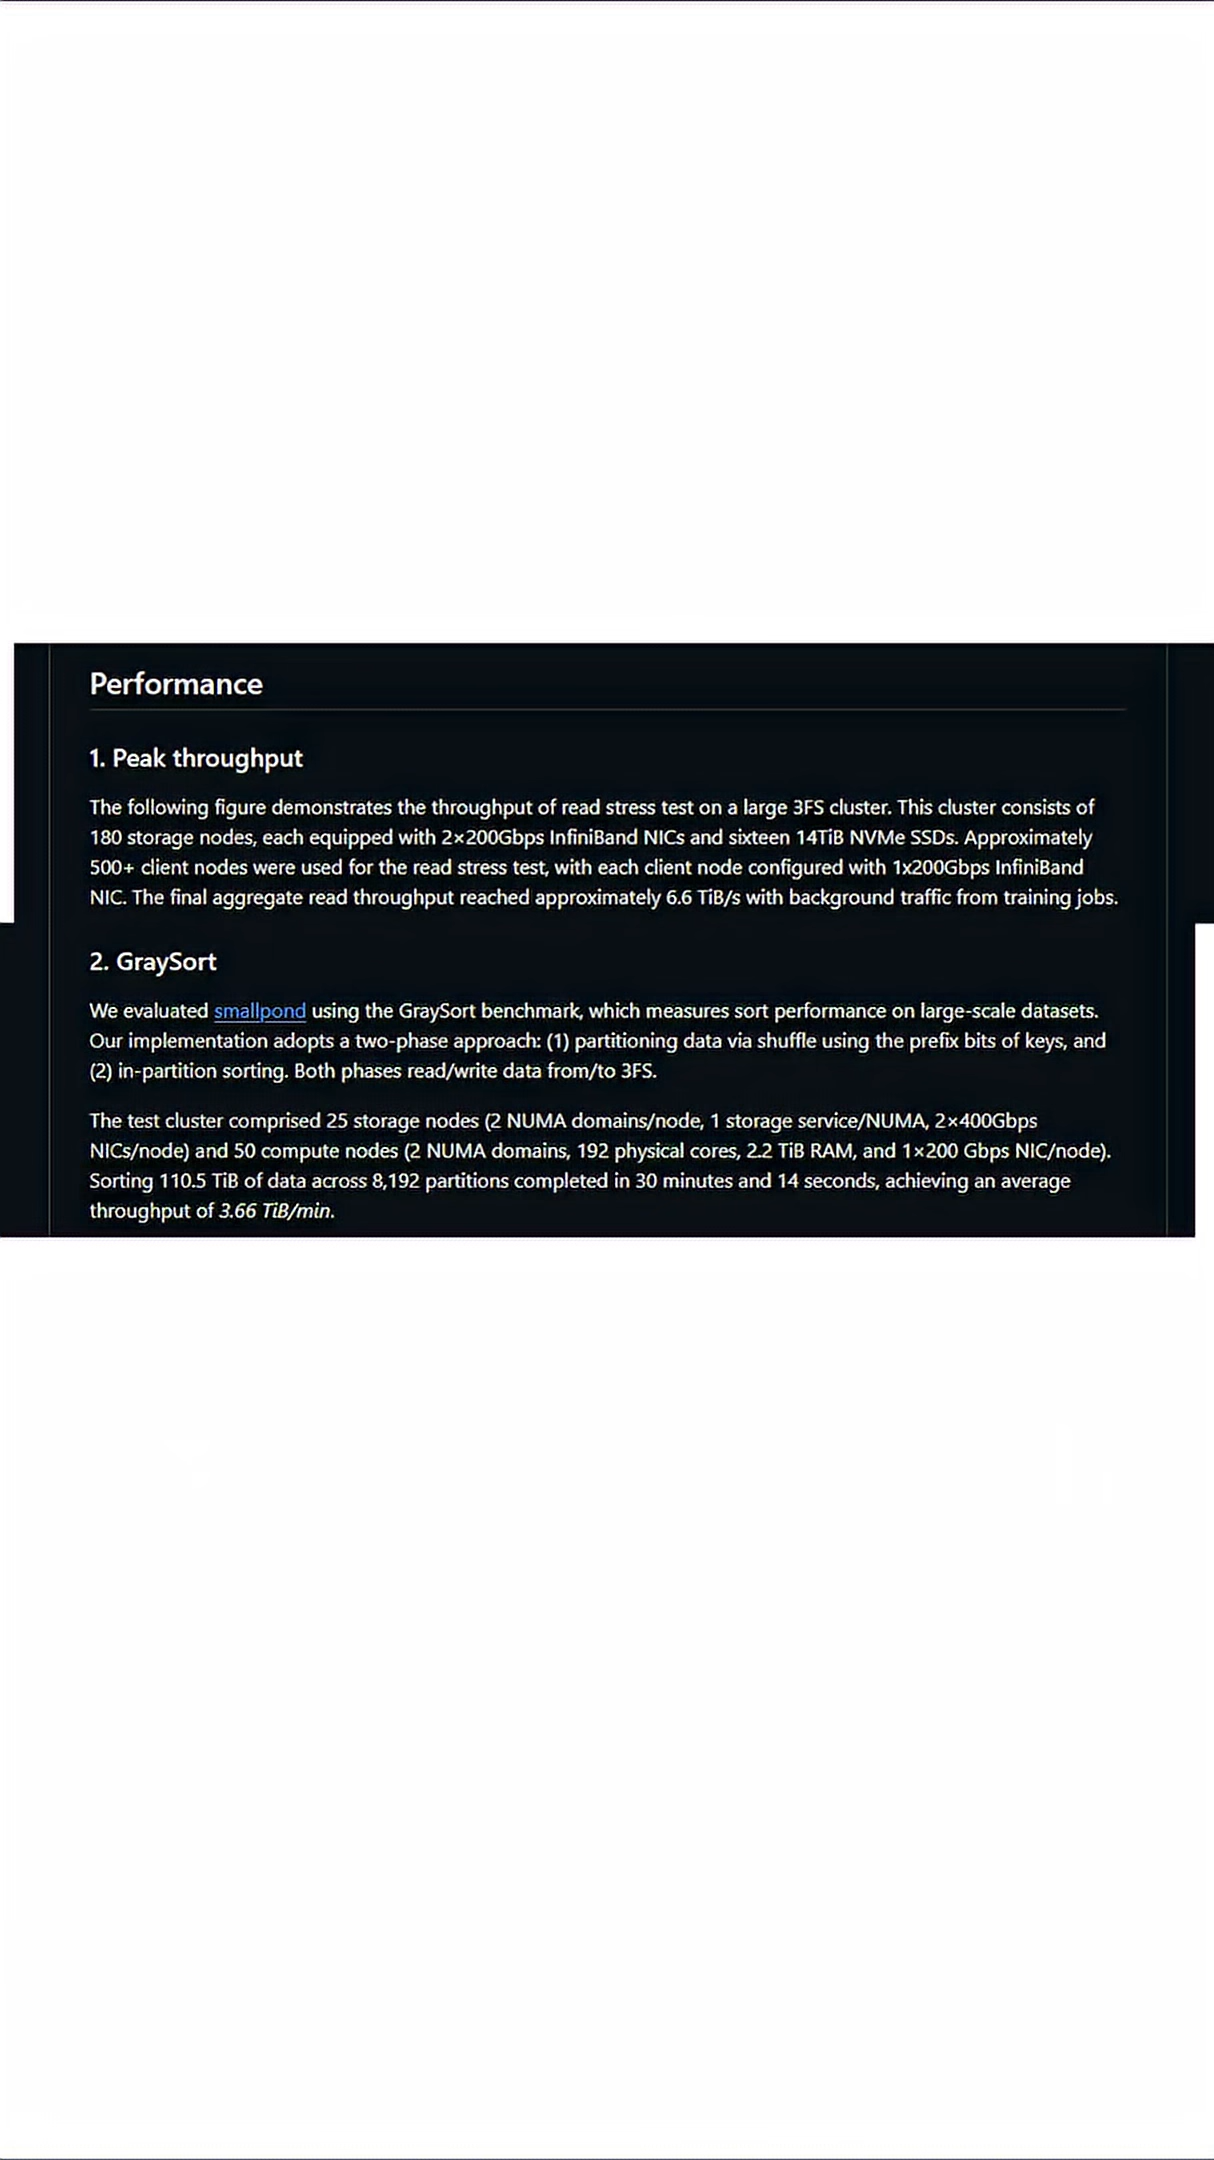 Performance
1. Peak throughput
The following figure demonstrates the throughput of read stress test on a large 3FS cluster. This cluster consists of
180 storage nodes, each equipped with 2×200Gbps InfiniBand NICs and sixteen 14TiB NVMe SSDs. Approximately
500+ client nodes were used for the read stress test, with each client node configured with 1x200Gbps InfiniBand
NIC. The final aggregate read throughput reached approximately 6.6 TiB/s with background traffic from training jobs.
2. GraySort
We evaluated smallpond using the GraySort benchmark, which measures sort performance on large-scale datasets.
Our implementation adopts a two-phase approach: (1) partitioning data via shuffle using the prefix bits of keys, and
(2) in-partition sorting. Both phases read/write data from/to 3FS.
The test cluster comprised 25 storage nodes (2 NUMA domains/node, 1 storage service/NUMA, 2×400Gbps
NICs/node) and 50 compute nodes (2 NUMA domains, 192 physical cores, 2.2 TiB RAM, and 1×200 Gbps NIC/node).
Sorting 110.5 TiB of data across 8,192 partitions completed in 30 minutes and 14 seconds, achieving an average
throughput of 3.66 TiB/min.